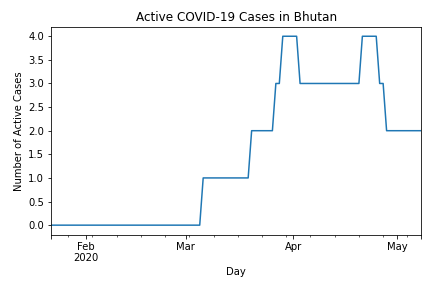 Active COVID-19 Cases in Bhutan
Number of Active Cases
4.0
3.5
3.0
2.5
2.0
1.5
1.0
0.5
0.0
Feb Mar Apr May
2020
Day